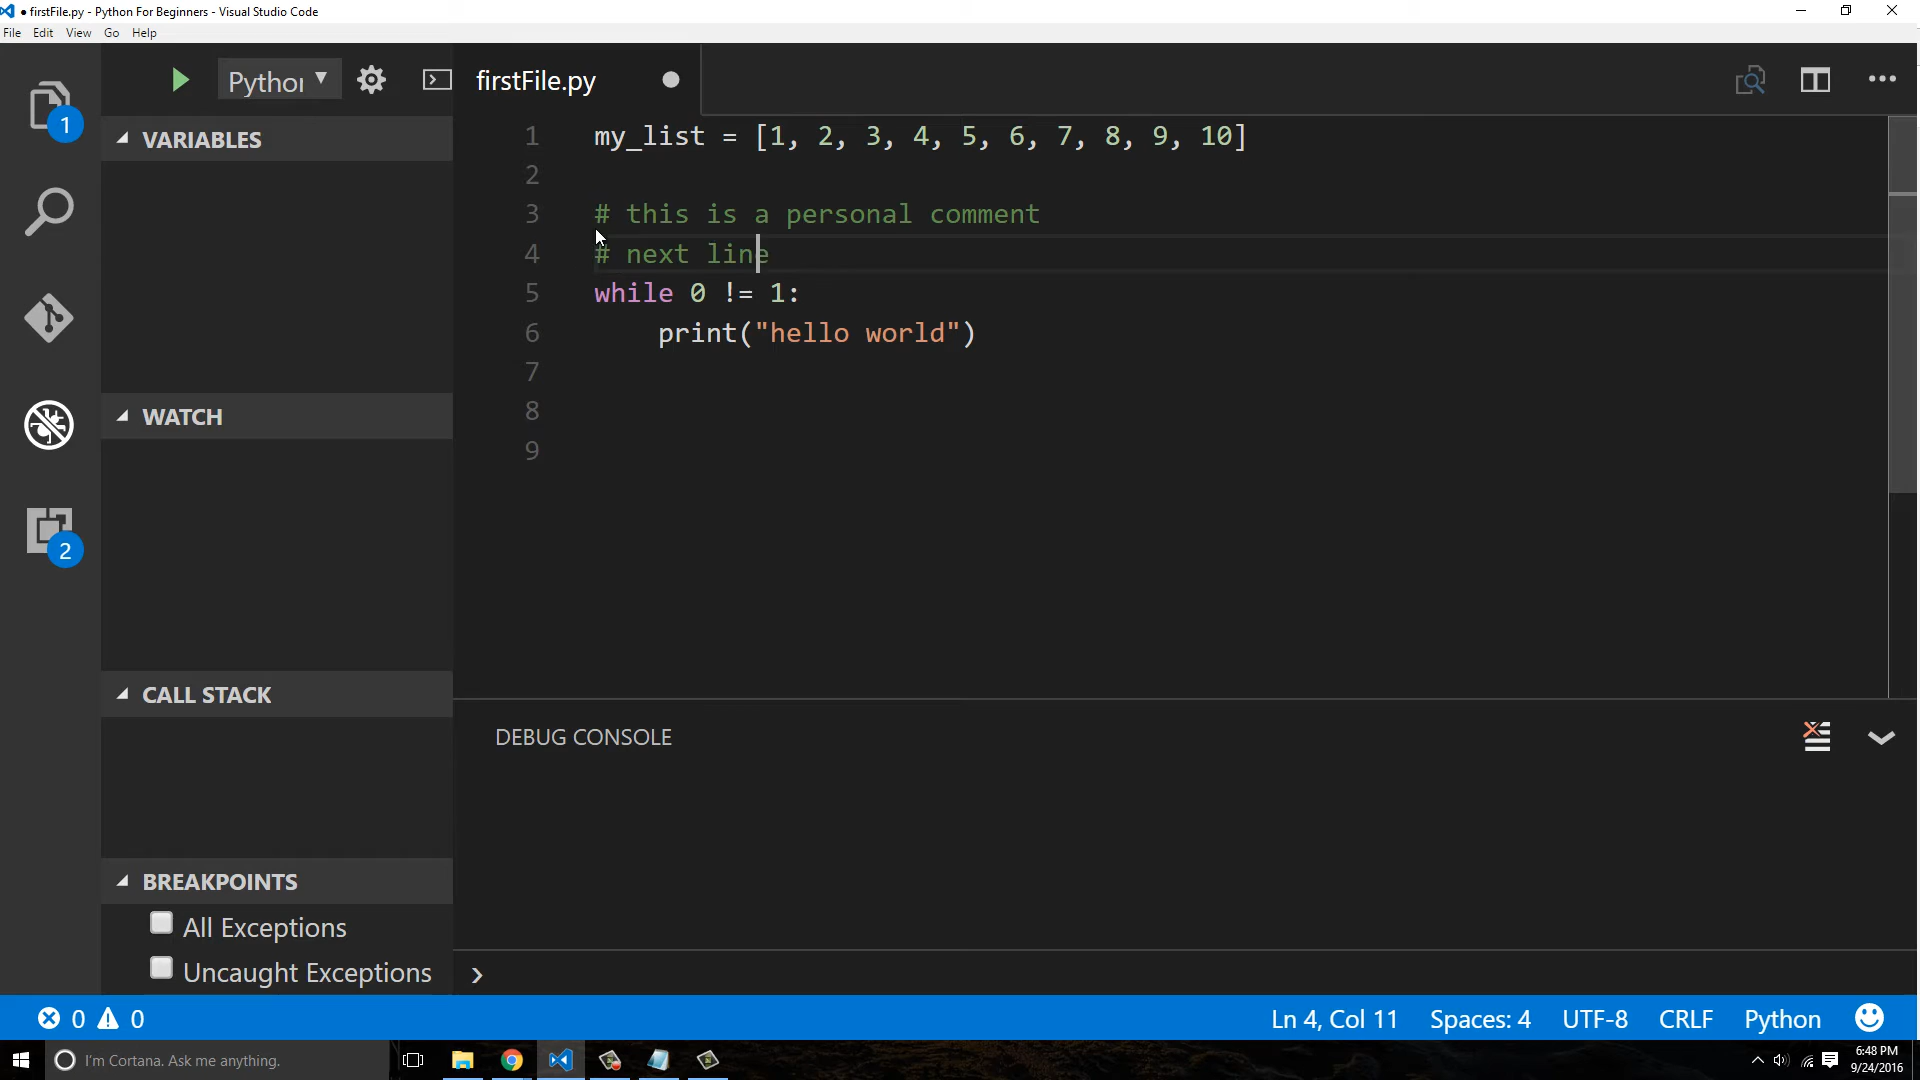 ● firstFile.py - Python For Beginners - Visual Studio Code
File Edit View Go Help
Pythor
firstFile.py
1
VARIABLES
1 my_list = [1, 2, 3, 4, 5, 6, 7, 8, 9, 10]
2
3 # this is a personal comment
4 # next line
5 while 0 != 1:
6 print("hello world")
7
8
9
WATCH
2
CALL STACK
DEBUG CONSOLE
BREAKPOINTS
All Exceptions
Uncaught Exceptions
0 0 Ln 4, Col 11 Spaces: 4 UTF-8 CRLF Python
I'm Cortana. Ask me anything.
6:48 PM
9/24/2016